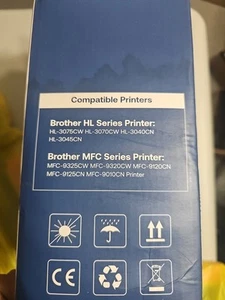 Compatible Printers
Brother HL Series Printer:
HL-3075CW HL-3070CW HL-3040CN
HL-3045CN
Brother MFC Series Printer:
MFC-9325CW MFC-9320CW MFC-9120CN
MFC-9125CN MFC-9010CN Printer
CE